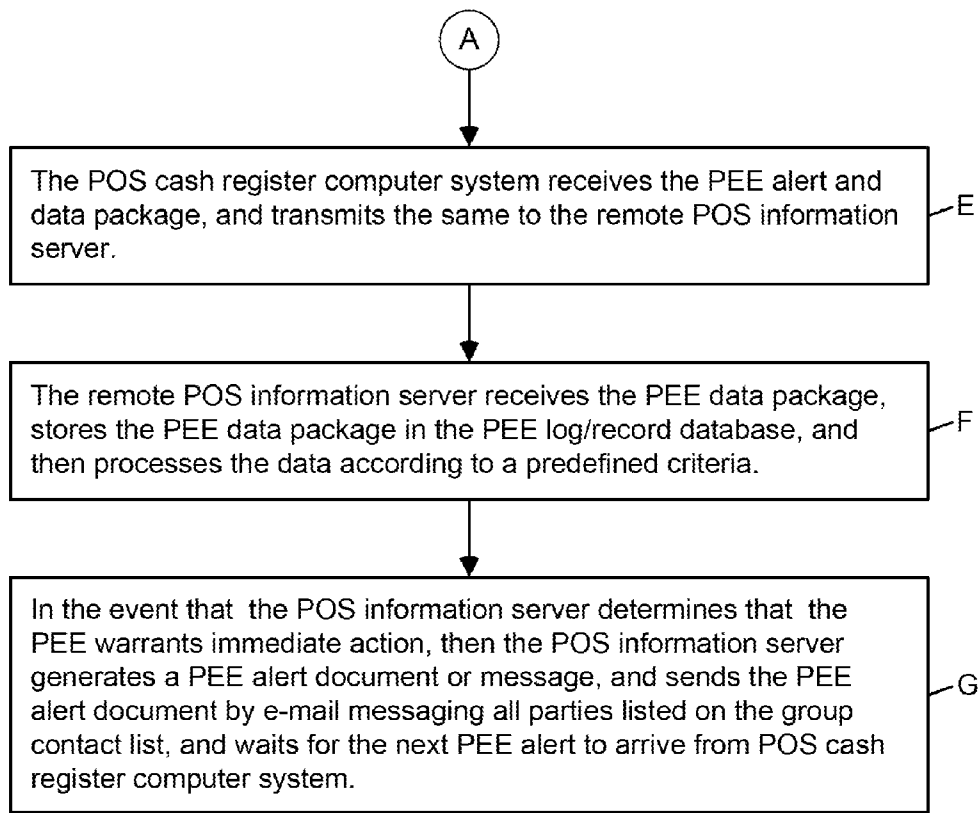 A
The POS cash register computer system receives the PEE alert and
data package, and transmits the same to the remote POS information
server.
E
The remote POS information server receives the PEE data package,
stores the PEE data package in the PEE log/record database, and
then processes the data according to a predefined criteria.
F
In the event that the POS information server determines that the
PEE warrants immediate action, then the POS information server
generates a PEE alert document or message, and sends the PEE
alert document by e-mail messaging all parties listed on the group
contact list, and waits for the next PEE alert to arrive from POS cash
register computer system.
G